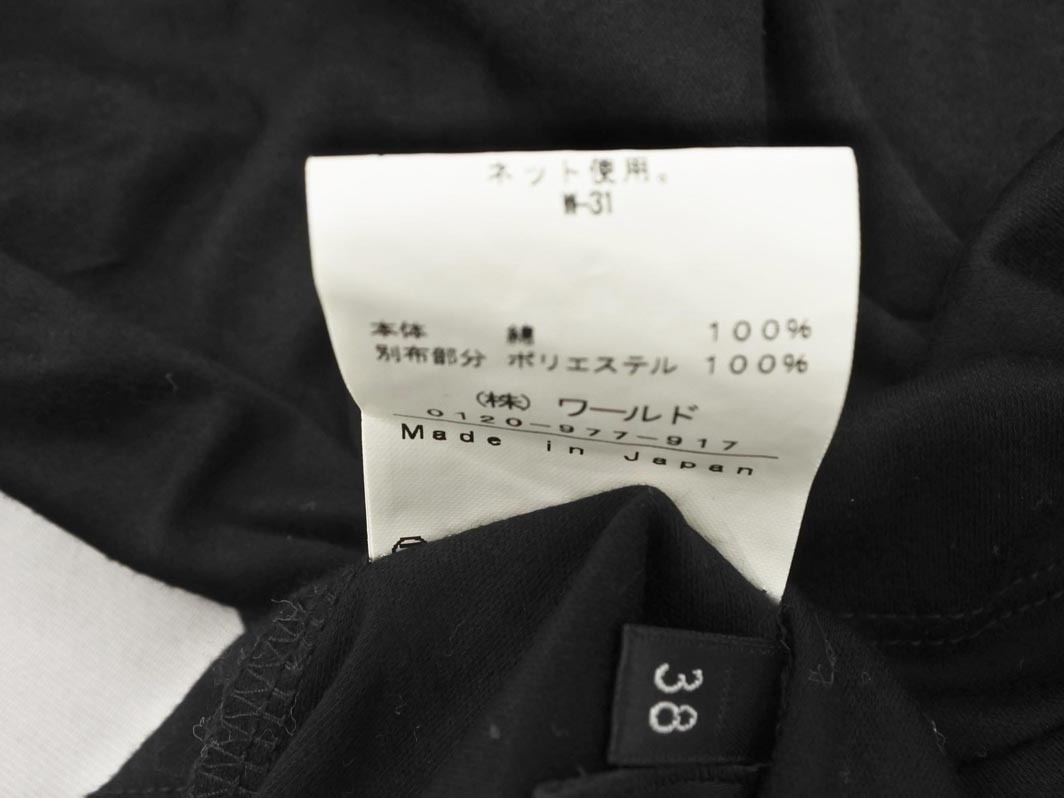 ネット使用。
W-31
本体 綿 100%
別布部分 ポリエステル 100%
(株) ワールド
0120-977-917
Made in Japan
38